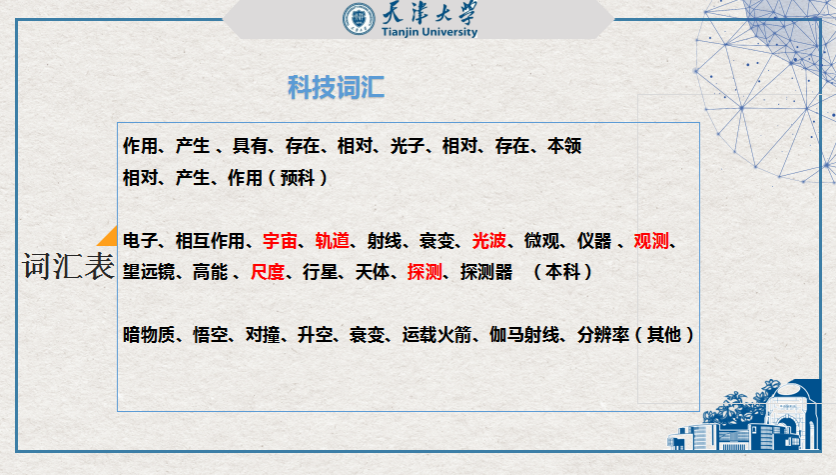 天津大学
Tianjin University
科技词汇
作用、产生 、具有、存在、相对、光子、相对、存在、本领
相对、产生、作用（预科）
电子、相互作用、宇宙、轨道、射线、衰变、光波、微观、仪器 、观测、
词汇表
望远镜、高能 、尺度、行星、天体、探测、探测器 （本科）
暗物质、悟空、对撞、升空、衰变、运载火箭、伽马射线、分辨率（其他）